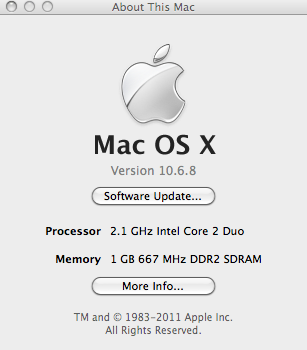 About This Mac
Mac OS X
Version 10.6.8
Software Update...
Processor 2.1 GHz Intel Core 2 Duo
Memory 1 GB 667 MHz DDR2 SDRAM
More Info...
TM and © 1983-2011 Apple Inc.
All Rights Reserved.